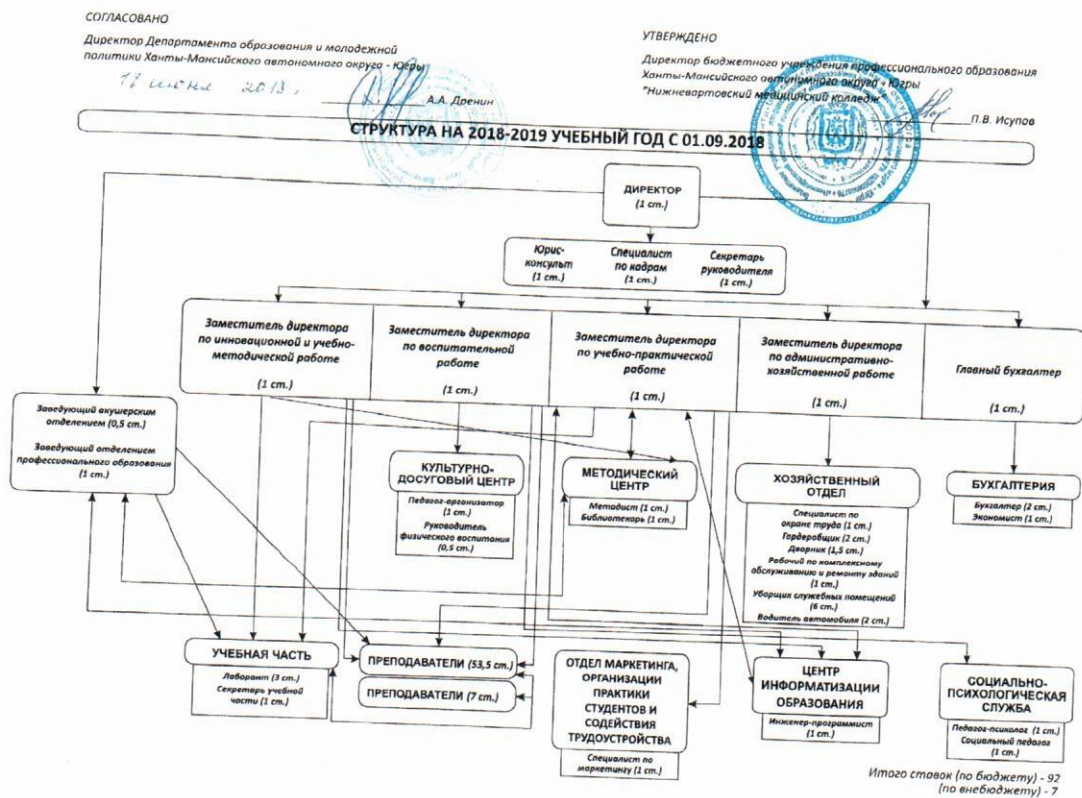 СОГЛАСОВАНО
Директор Департамента образования и молодежной
политики Ханты-Мансийского автономного округа - Югры
2018 г.
А.А. Дренин
УТВЕРЖДЕНО
Директор бюджетного учреждения профессионального образования
Ханты-Мансийского автономного округа - Югры
"Нижневартовский медицинский колледж"
П.В. Исупов
СТРУКТУРА НА 2018-2019 УЧЕБНЫЙ ГОД С 01.09.2018
ДИРЕКТОР
(1 ст.)
Юрис-
консульт
(1 ст.)
Специалист
по кадрам
(1 ст.)
Секретарь
руководителя
(1 ст.)
Заместитель директора
по инновационной и учебно-
методической работе
(1 ст.)
Заместитель директора
по воспитательной
работе
(1 ст.)
Заместитель директора
по учебно-практической
работе
(1 ст.)
Заместитель директора
по административно-
хозяйственной работе
(1 ст.)
Главный бухгалтер
(1 ст.)
Заведующий акушерским
отделением (0,5 ст.)
Заведующий отделением
профессионального образования
(1 ст.)
КУЛЬТУРНО-
ДОСУГОВЫЙ ЦЕНТР
Педагог-организатор
(1 ст.)
Руководитель
физического воспитания
(0,5 ст.)
МЕТОДИЧЕСКИЙ
ЦЕНТР
Методист (1 ст.)
Библиотекарь (1 ст.)
ХОЗЯЙСТВЕННЫЙ
ОТДЕЛ
Специалист по
охране труда (1 ст.)
Гардеробщик (2 ст.)
Дворник (1,5 ст.)
Рабочий по комплексному
обслуживанию и ремонту зданий
(1 ст.)
Уборщик служебных помещений
(6 ст.)
Водитель автомобиля (2 ст.)
БУХГАЛТЕРИЯ
Бухгалтер (2 ст.)
Экономист (1 ст.)
УЧЕБНАЯ ЧАСТЬ
Лаборант (3 ст.)
Секретарь учебной
части (1 ст.)
ПРЕПОДАВАТЕЛИ (53,5 ст.)
ПРЕПОДАВАТЕЛИ (7 ст.)
ОТДЕЛ МАРКЕТИНГА,
ОРГАНИЗАЦИИ
ПРАКТИКИ
СТУДЕНТОВ И
СОДЕЙСТВИЯ
ТРУДОУСТРОЙСТВА
Специалист по
маркетингу (1 ст.)
ЦЕНТР
ИНФОРМАТИЗАЦИИ
ОБРАЗОВАНИЯ
Инженер-программист
(1 ст.)
СОЦИАЛЬНО-
ПСИХОЛОГИЧЕСКАЯ
СЛУЖБА
Педагог-психолог (1 ст.)
Социальный педагог
(1 ст.)
Итого ставок (по бюджету) - 92
(по внебюджету) - 7